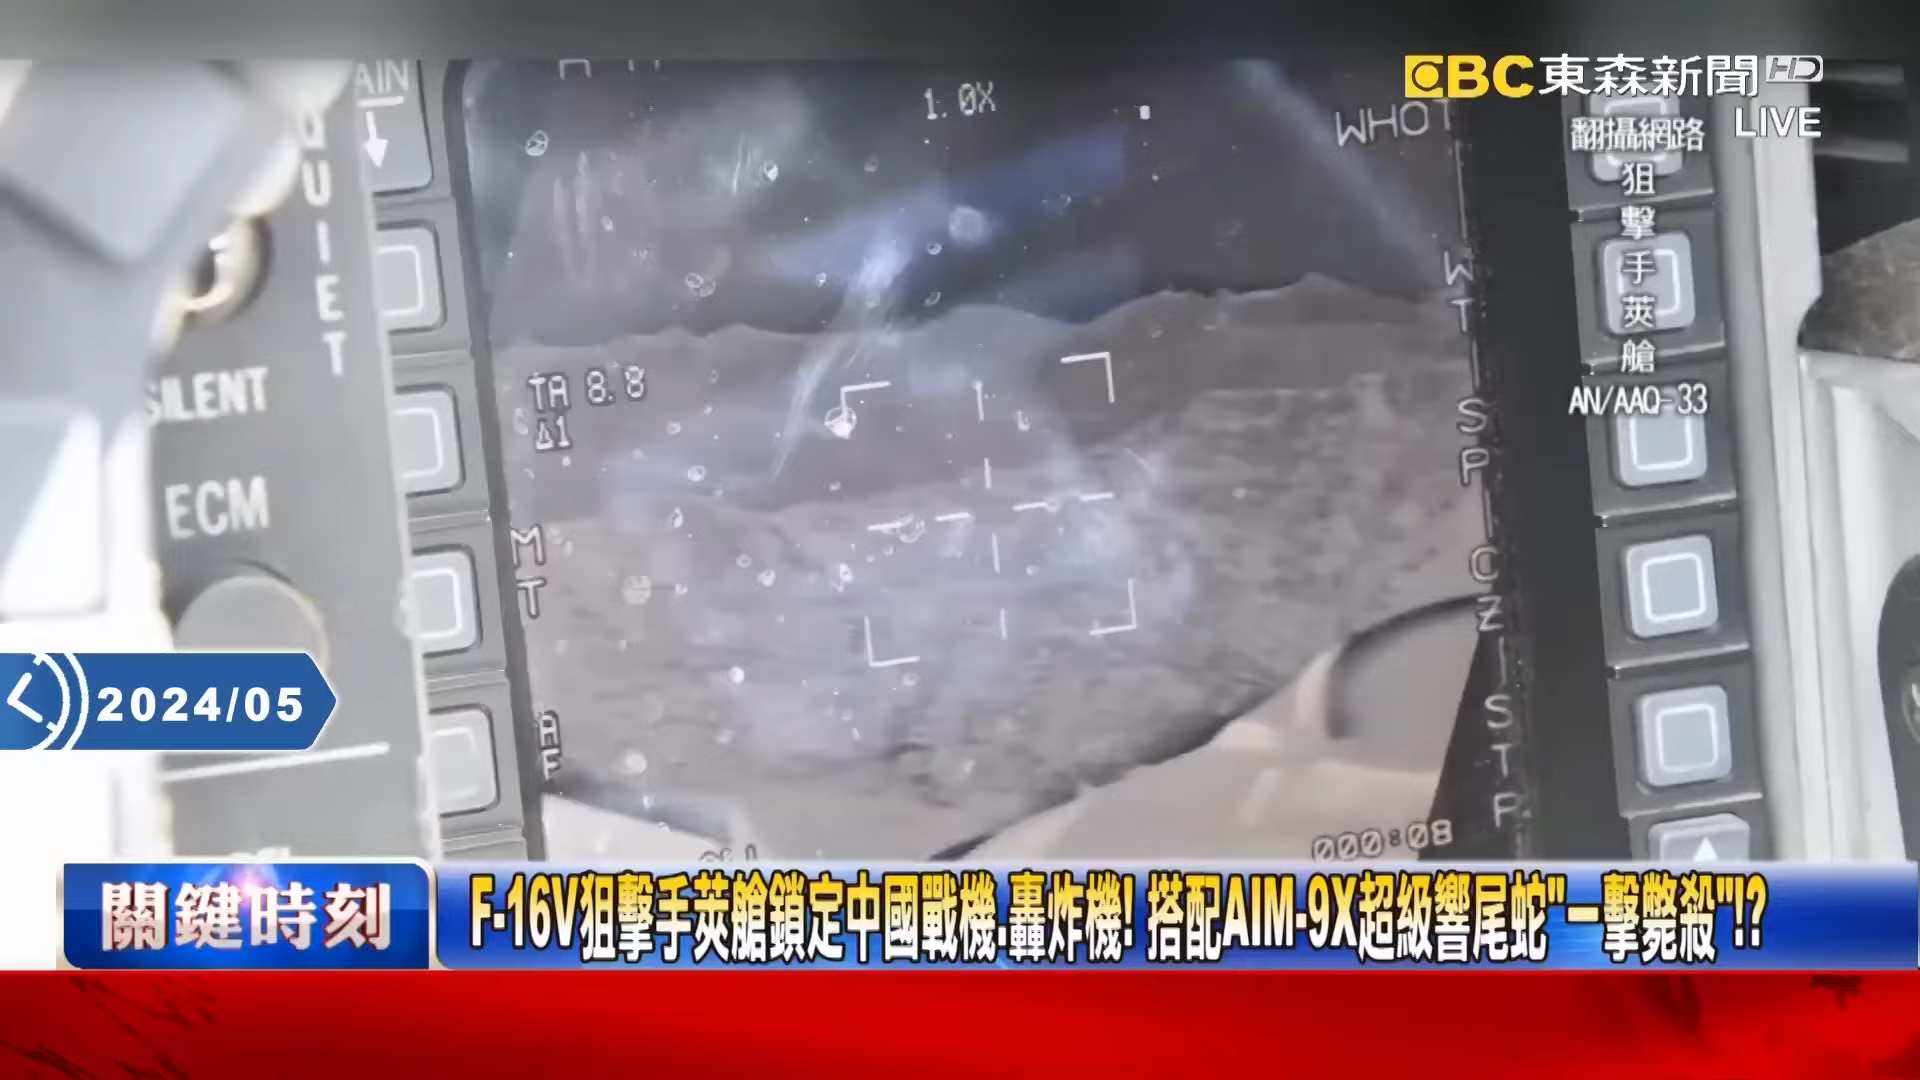 EBC東森新聞HD
LIVE
翻攝網路
狙擊手莢艙
AN/AAQ-33
AIN
QUIET
SILENT
ECM
1.0X
WHOT
TA 8.8
Δ1
MT
AF
WT
SPI
CZ
STP
000:08
2024/05
關鍵時刻
F-16V狙擊手莢艙鎖定中國戰機.轟炸機! 搭配AIM-9X超級響尾蛇"一擊斃殺"!?